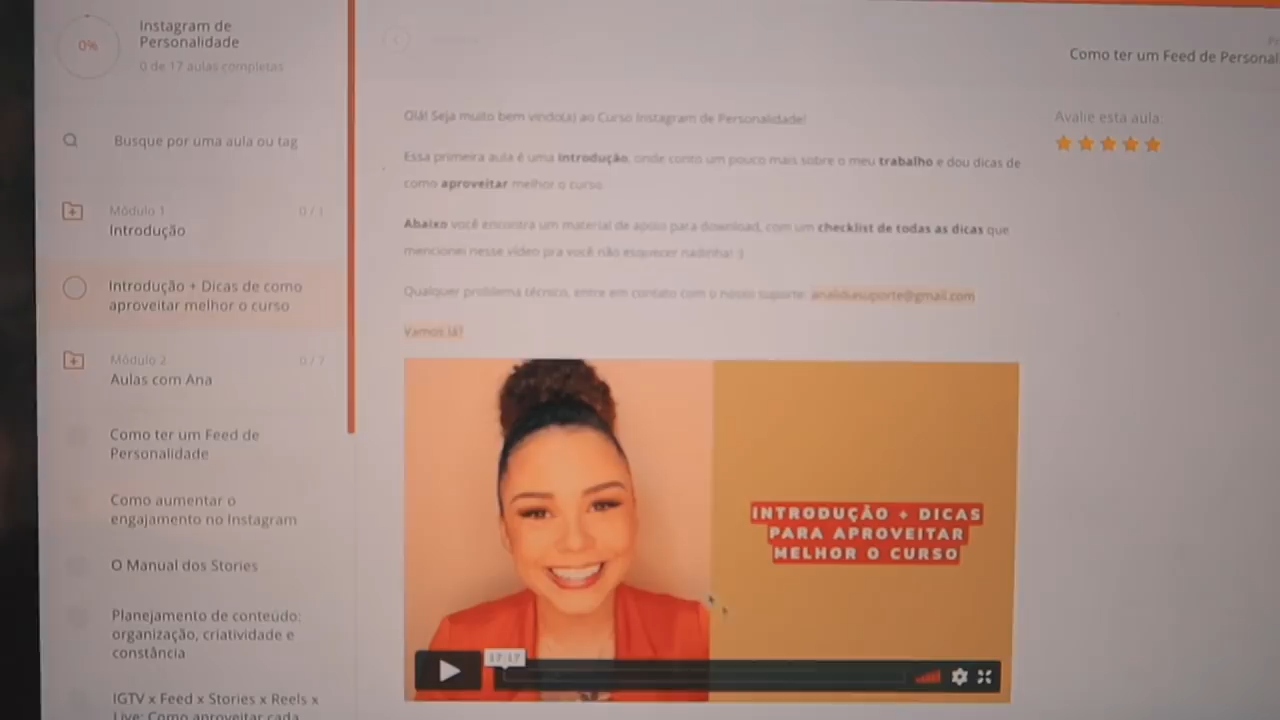 0%
Instagram de
Personalidade
0 de 17 aulas completas
Busque por uma aula ou tag
Módulo 1
0 / 1
Introdução
Introdução + Dicas de como
aproveitar melhor o curso
Módulo 2
0 / 7
Aulas com Ana
Como ter um Feed de
Personalidade
Como aumentar o
engajamento no Instagram
O Manual dos Stories
Planejamento de conteúdo:
organização, criatividade e
constância
IGTV x Feed x Stories x Reels x
Live: Como aproveitar cada
Como ter um Feed de Personal
Olá! Seja muito bem vindo(a) ao Curso Instagram de Personalidade!
Essa primeira aula é uma Introdução, onde conto um pouco mais sobre o meu trabalho e dou dicas de
como aproveitar melhor o curso.
Abaixo você encontra um material de apoio para download, com um checklist de todas as dicas que
mencionei nesse vídeo pra você não esquecer nadinha! :)
Qualquer problema técnico, entre em contato com o nosso suporte: analidiasuporte@gmail.com
Vamos lá!
Avalie esta aula:
INTRODUÇÃO + DICAS
PARA APROVEITAR
MELHOR O CURSO
17:17